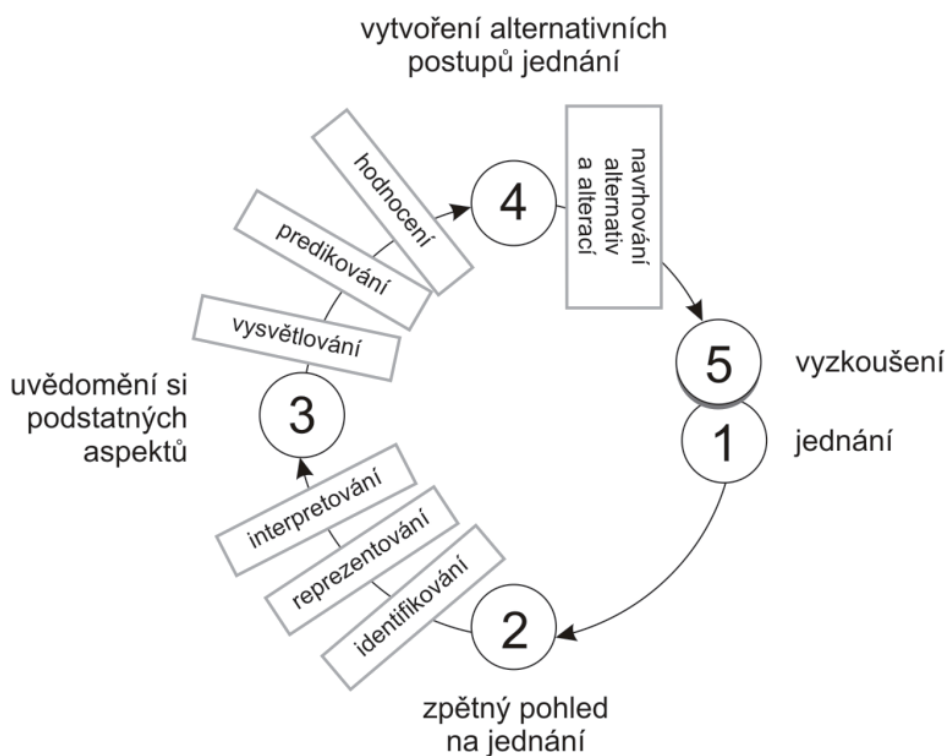 vytvoření alternativních
postupů jednání
hodnocení
4
navrhování
alternativ
a alterací
predikování
vysvětlování
5
vyzkoušení
uvědomění si
podstatných
aspektů
3
1
jednání
interpretování
reprezentování
identifikování
2
zpětný pohled
na jednání